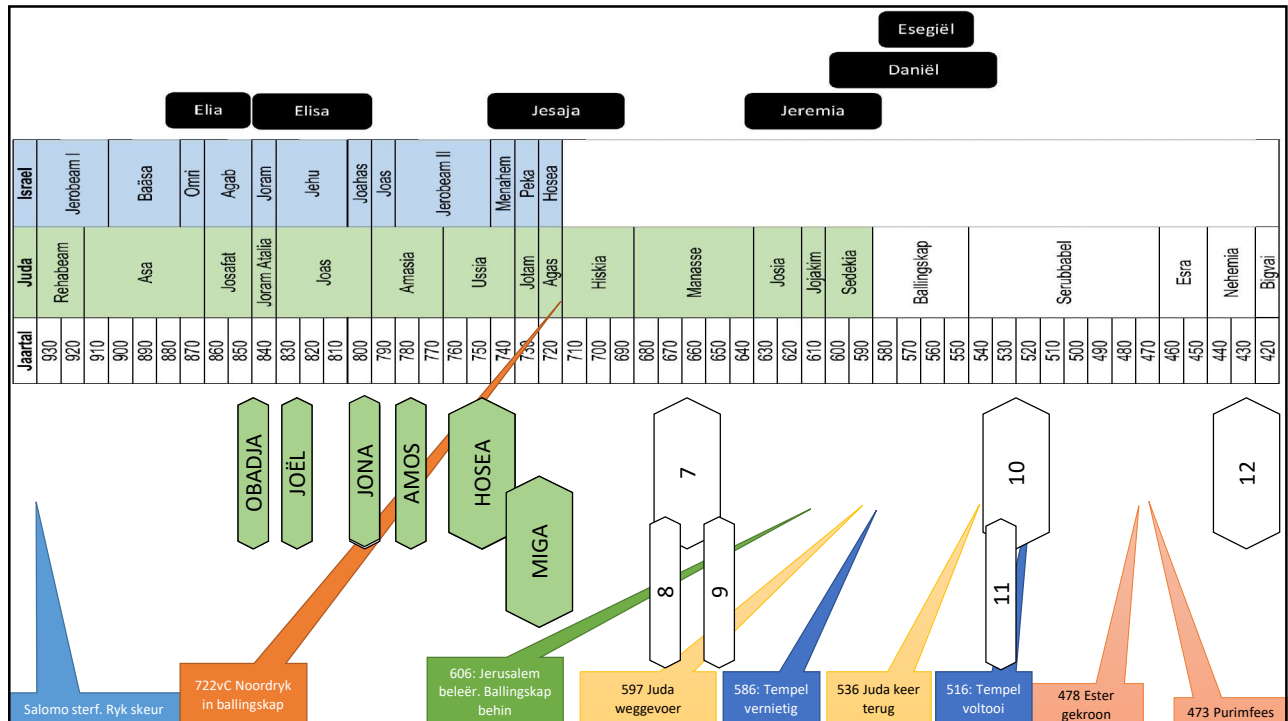 Esegiël
Daniël
Elia
Elisa
Jesaja
Jeremia
Israel
Jerobeam I
Baäsa
Omri
Agab
Joram
Jehu
Joahas
Joas
Jerobeam II
Menahem
Peka
Hosea
Juda
Rehabeam
Asa
Josafat
Joram Atalia
Joas
Amasia
Ussia
Jotam
Agas
Hiskia
Manasse
Josia
Jojakim
Sedekia
Ballingskap
Serubbabel
Esra
Nehemia
Bigvai
Jaartal
930
920
910
900
890
880
860
850
840
830
820
810
800
790
780
770
760
750
740
730
720
710
700
690
680
670
660
650
640
630
620
610
600
590
580
570
560
550
540
530
520
510
500
490
480
470
460
450
440
430
420
OBADJA
JOËL
JONA
AMOS
HOSEA
MIGA
7
8
9
10
11
12
Salomo sterf. Ryk skeur
722vC Noordryk
in ballingskap
606: Jerusalem
beleër. Ballingskap
behin
597 Juda
weggevoer
586: Tempel
vernietig
536 Juda keer
terug
516: Tempel
voltooi
478 Ester
gekroon
473 Purimfees